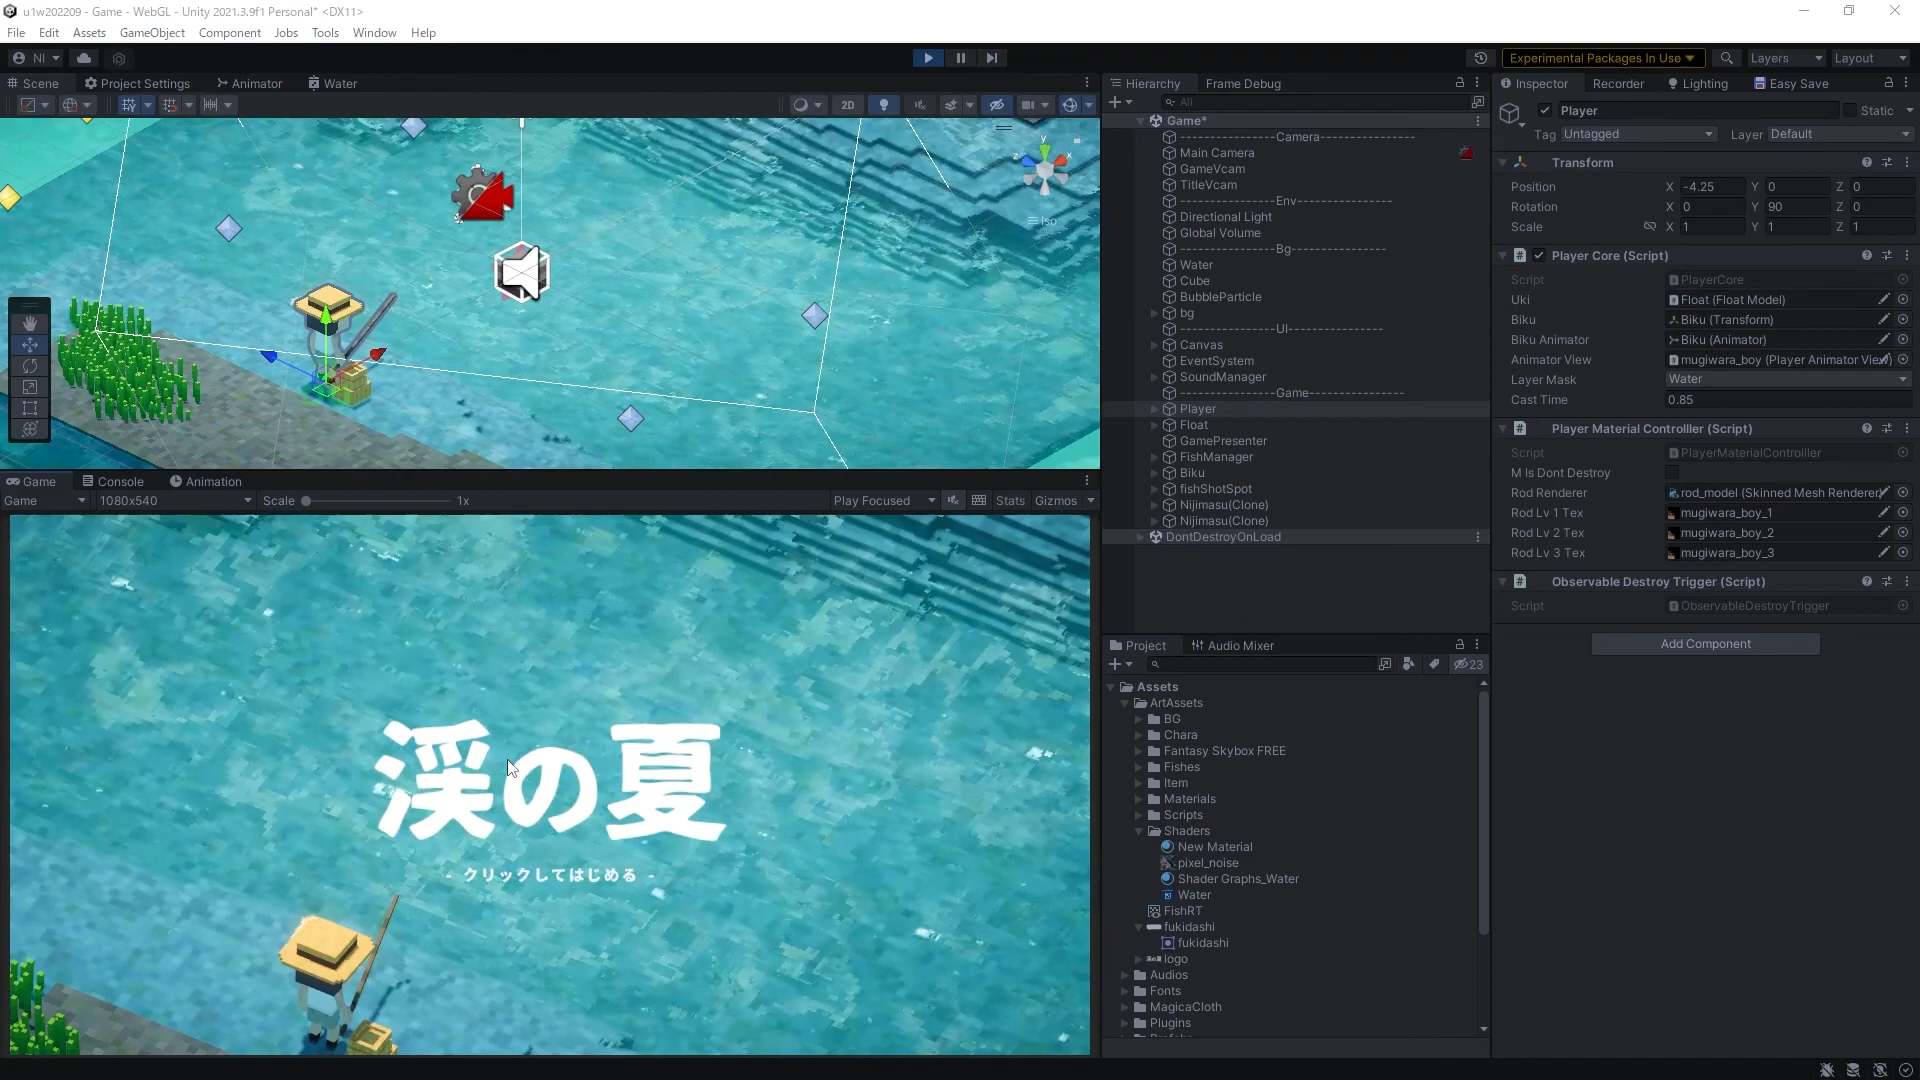 u1w202209 - Game - WebGL - Unity 2021.3.9f1 Personal* <DX11>
File Edit Assets GameObject Component Jobs Tools Window Help
NI
Experimental Packages In Use
Layers
Layout
Scene Project Settings Animator Water
2D
y
x
z
Iso
Game Console Animation
Game 1080x540 Scale 1x Play Focused Stats Gizmos
渓の夏
- クリックしてはじめる -
Hierarchy Frame Debug
All
Game*
---------------Camera---------------
Main Camera
GameVcam
TitleVcam
---------------Env---------------
Directional Light
Global Volume
---------------Bg---------------
Water
Cube
BubbleParticle
bg
---------------UI---------------
Canvas
EventSystem
SoundManager
---------------Game---------------
Player
Float
GamePresenter
FishManager
Biku
fishShotSpot
Nijimasu(Clone)
Nijimasu(Clone)
DontDestroyOnLoad
Project Audio Mixer
23
Assets
ArtAssets
BG
Chara
Fantasy Skybox FREE
Fishes
Item
Materials
Scripts
Shaders
New Material
pixel_noise
Shader Graphs_Water
Water
FishRT
fukidashi
fukidashi
logo
Audios
Fonts
MagicaCloth
Plugins
Inspector Recorder Lighting Easy Save
Player Static
Tag Untagged Layer Default
Transform
Position X -4.25 Y 0 Z 0
Rotation X 0 Y 90 Z 0
Scale X 1 Y 1 Z 1
Player Core (Script)
Script PlayerCore
Uki Float (Float Model)
Biku Biku (Transform)
Biku Animator Biku (Animator)
Animator View mugiwara_boy (Player Animator View)
Layer Mask Water
Cast Time 0.85
Player Material Controlller (Script)
Script PlayerMaterialControlller
M Is Dont Destroy
Rod Renderer rod_model (Skinned Mesh Renderer)
Rod Lv 1 Tex mugiwara_boy_1
Rod Lv 2 Tex mugiwara_boy_2
Rod Lv 3 Tex mugiwara_boy_3
Observable Destroy Trigger (Script)
Script ObservableDestroyTrigger
Add Component